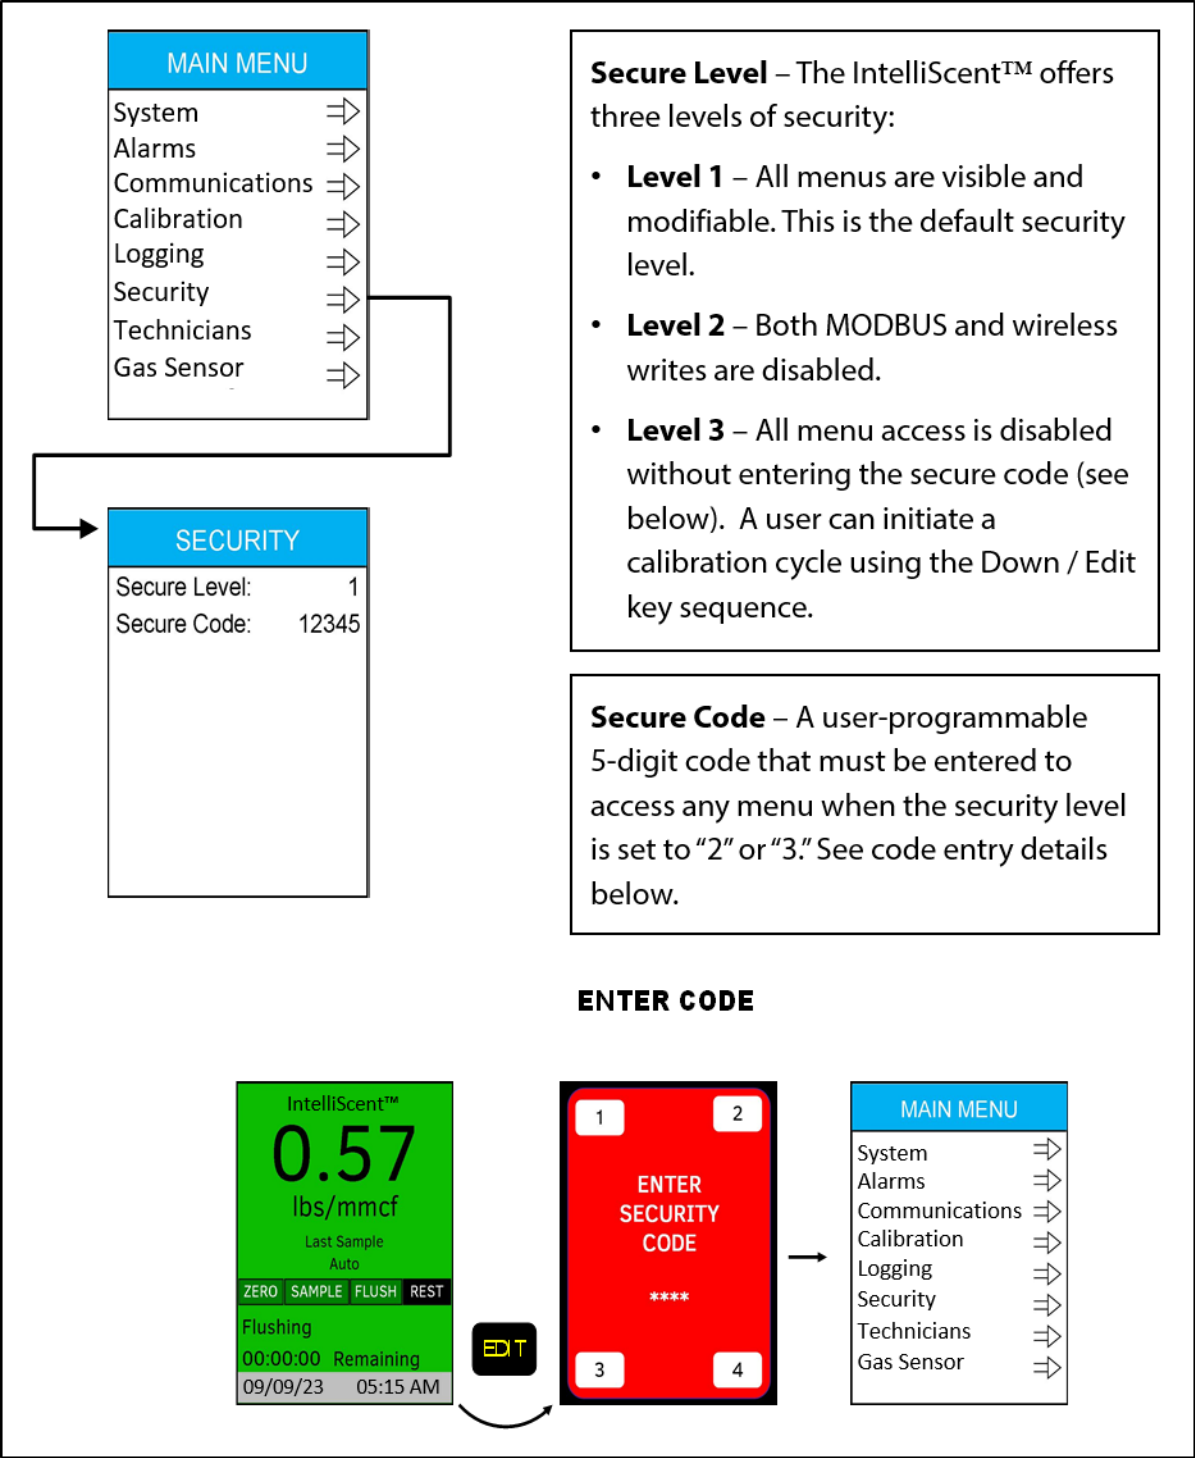 MAIN MENU
System
Alarms
Communications
Calibration
Logging
Security
Technicians
Gas Sensor
SECURITY
Secure Level: 1
Secure Code: 12345
Secure Level – The IntelliScent™ offers
three levels of security:
• Level 1 – All menus are visible and
modifiable. This is the default security
level.
• Level 2 – Both MODBUS and wireless
writes are disabled.
• Level 3 – All menu access is disabled
without entering the secure code (see
below). A user can initiate a
calibration cycle using the Down / Edit
key sequence.
Secure Code – A user-programmable
5-digit code that must be entered to
access any menu when the security level
is set to “2” or “3.” See code entry details
below.
ENTER CODE
IntelliScent™
0.57
lbs/mmcf
Last Sample
Auto
ZERO SAMPLE FLUSH REST
Flushing
00:00:00 Remaining
09/09/23 05:15 AM
EDIT
1 2
ENTER
SECURITY
CODE
****
3 4
MAIN MENU
System
Alarms
Communications
Calibration
Logging
Security
Technicians
Gas Sensor